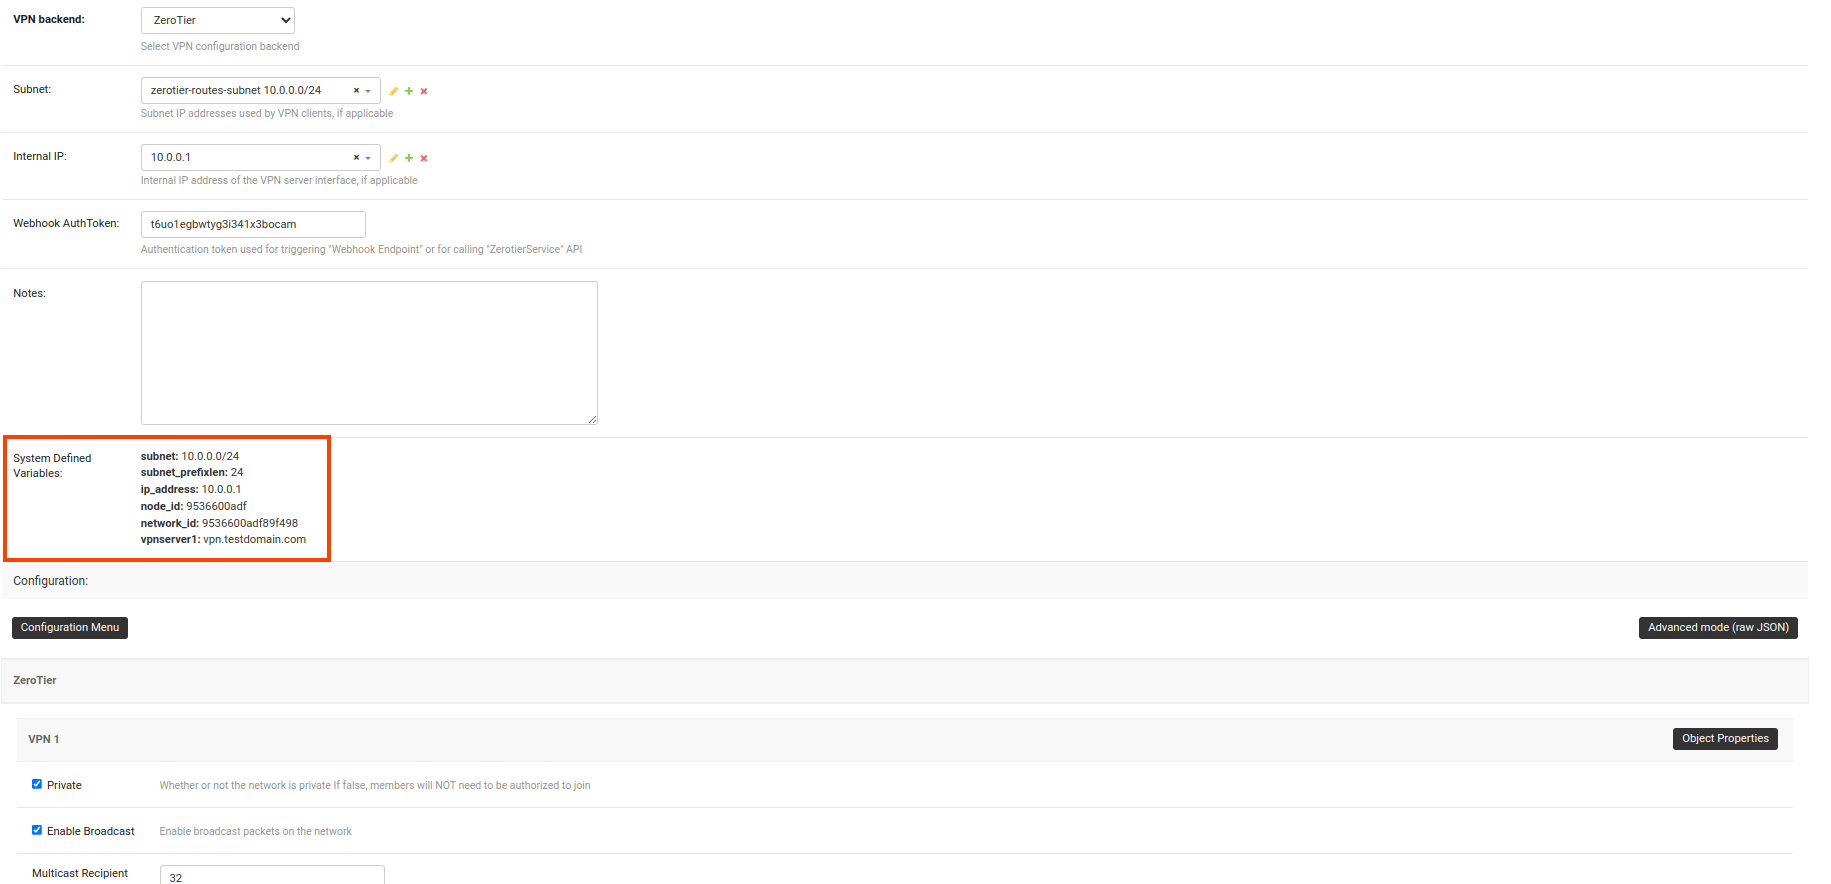 VPN backend:
ZeroTier
Select VPN configuration backend
Subnet:
zerotier-routes-subnet 10.0.0.0/24
Subnet IP addresses used by VPN clients, if applicable
Internal IP:
10.0.0.1
Internal IP address of the VPN server interface, if applicable
Webhook AuthToken:
t6uo1egbwtyg3i341x3bocam
Authentication token used for triggering "Webhook Endpoint" or for calling "ZerotierService" API
Notes:
System Defined
Variables:
subnet: 10.0.0.0/24
subnet_prefixlen: 24
ip_address: 10.0.0.1
node_id: 9536600adf
network_id: 9536600adf89f498
vpnserver1: vpn.testdomain.com
Configuration:
Configuration Menu
Advanced mode (raw JSON)
ZeroTier
VPN 1
Object Properties
Private
Whether or not the network is private If false, members will NOT need to be authorized to join
Enable Broadcast
Enable broadcast packets on the network
Multicast Recipient
32